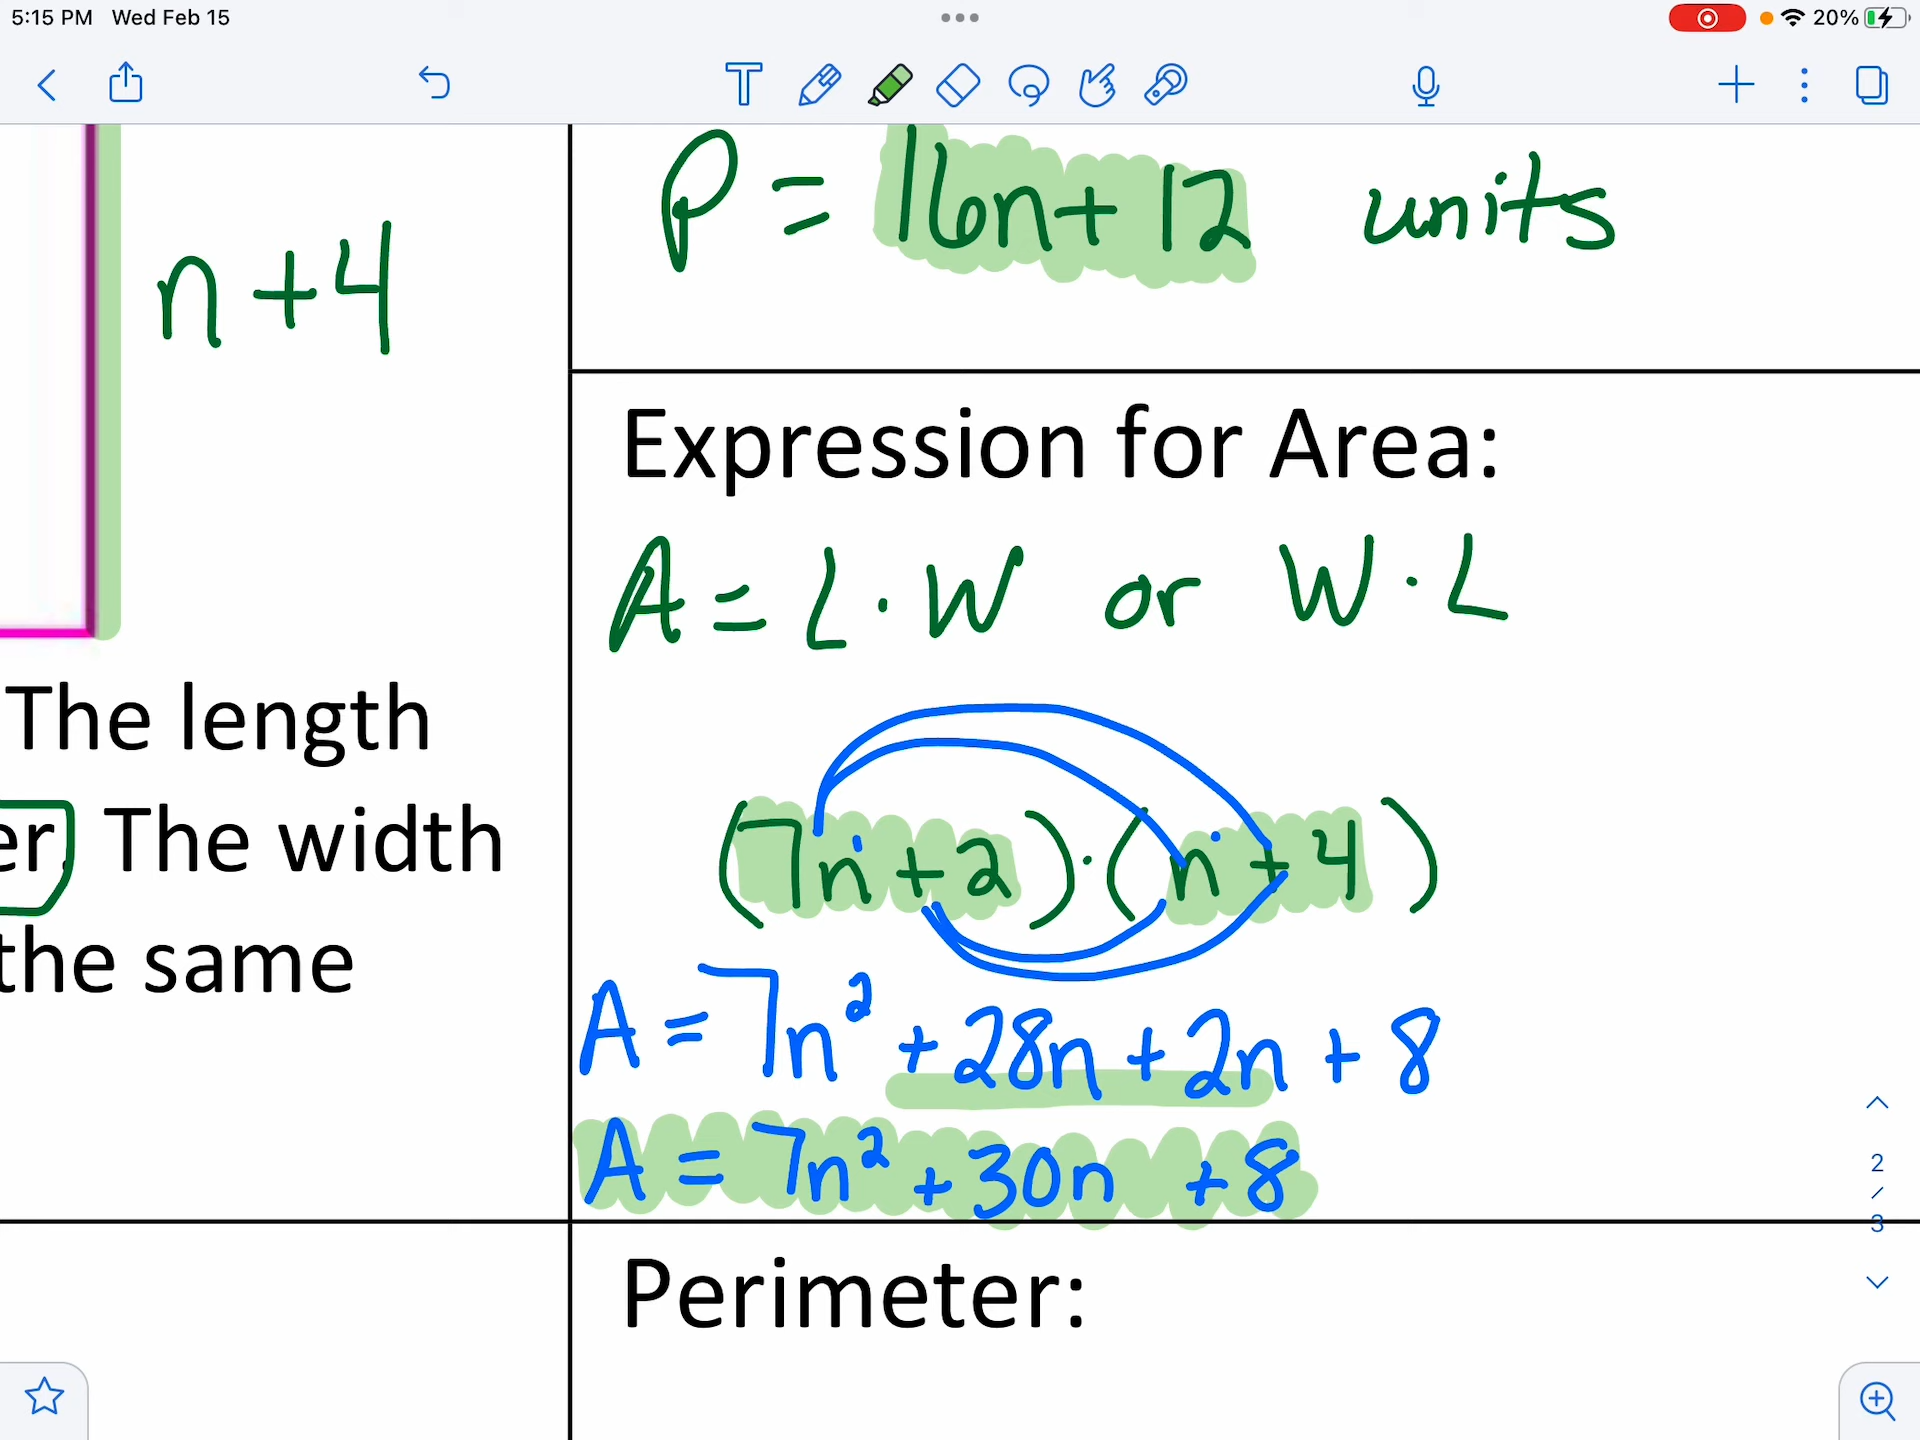 5:15 PM Wed Feb 15
20%
T
P = 16n+ 12 units
n +4
Expression for Area:
A = L · W or W · L
The length
(7n + 2) · (n + 4)
er. The width
the same
A = 7n² + 28n + 2n + 8
A = 7n² + 30n + 8
2
/
3
Perimeter: